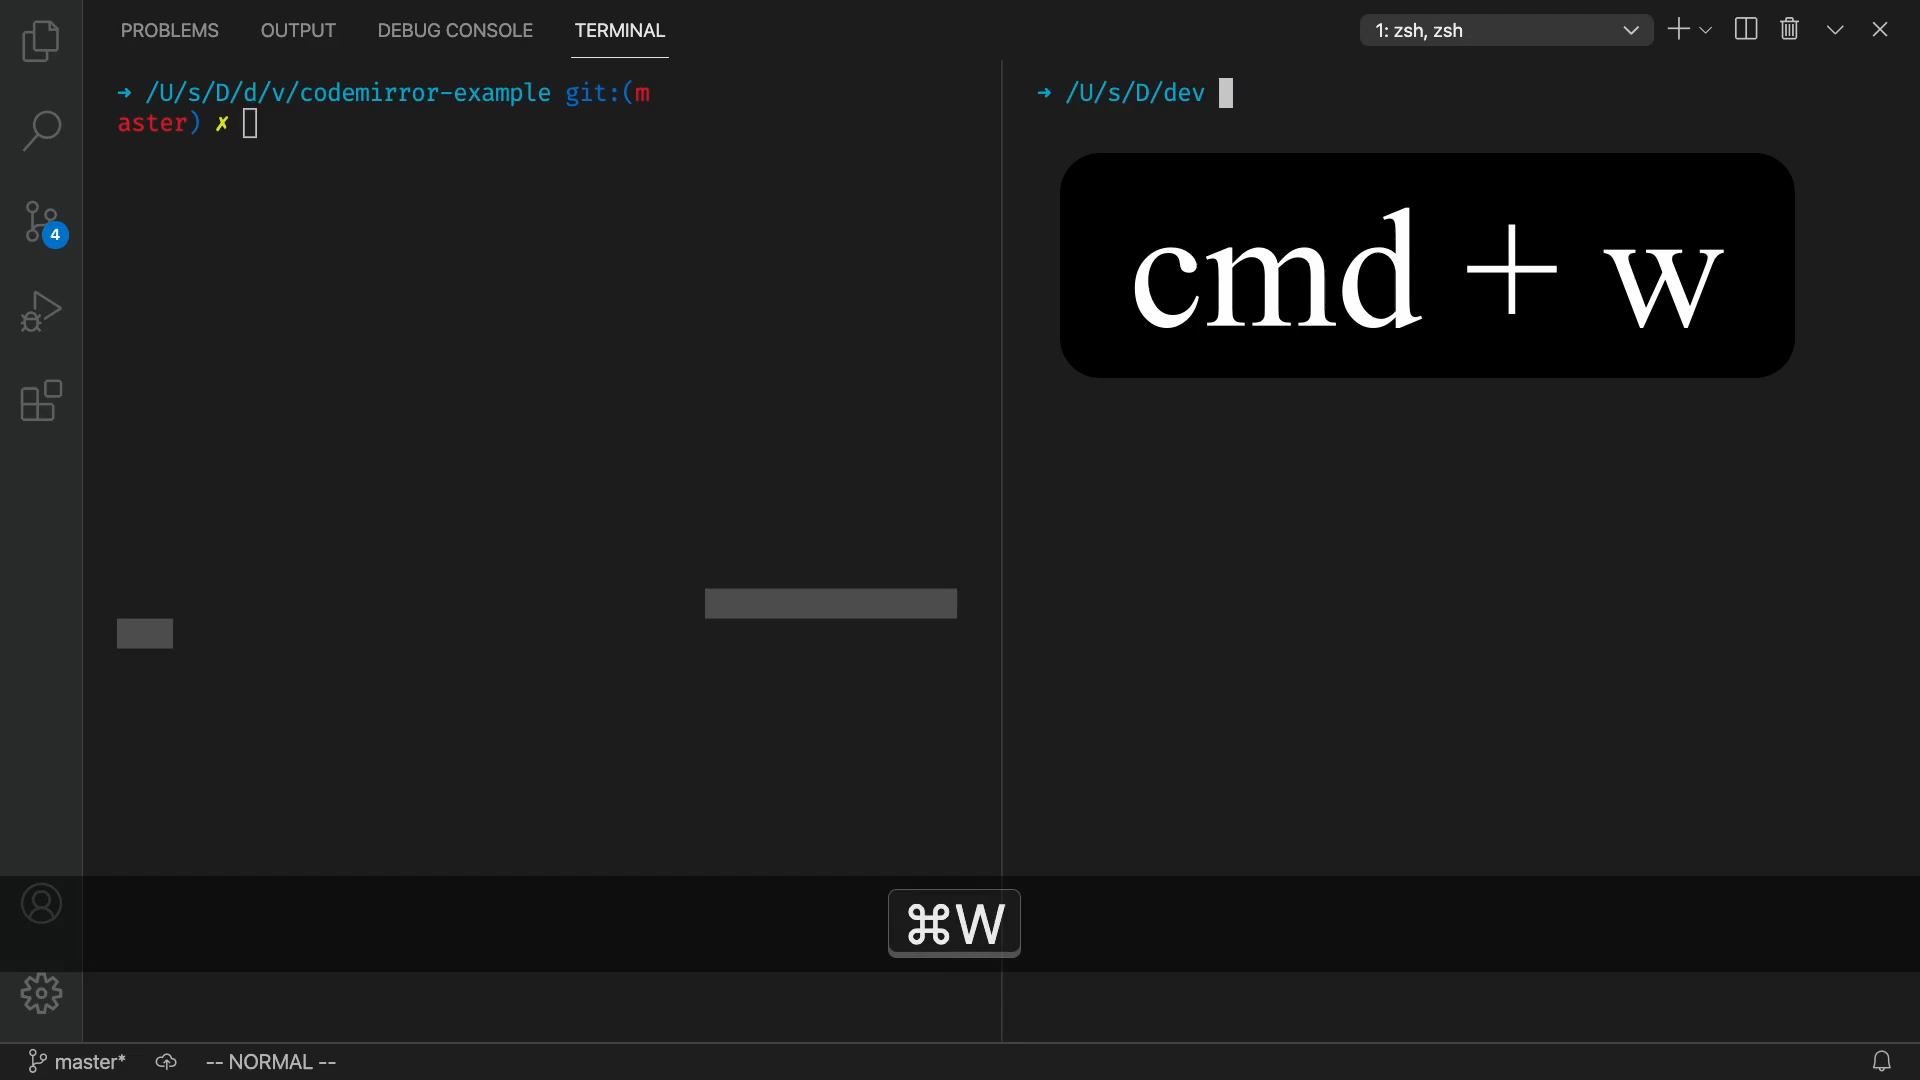 PROBLEMS OUTPUT DEBUG CONSOLE TERMINAL 1: zsh, zsh
➜ /U/s/D/d/v/codemirror-example git:(m
aster) ✗
➜ /U/s/D/dev
cmd + w
4
⌘W
master* -- NORMAL --